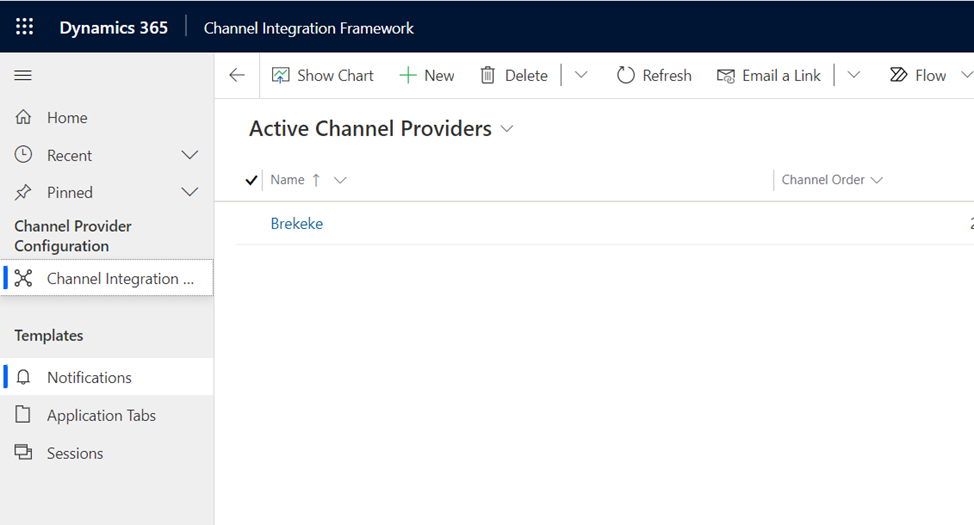 Dynamics 365 Channel Integration Framework
Show Chart New Delete Refresh Email a Link Flow
Home
Recent
Pinned
Channel Provider
Configuration
Channel Integration ...
Templates
Notifications
Application Tabs
Sessions
Active Channel Providers
Name Channel Order
Brekeke